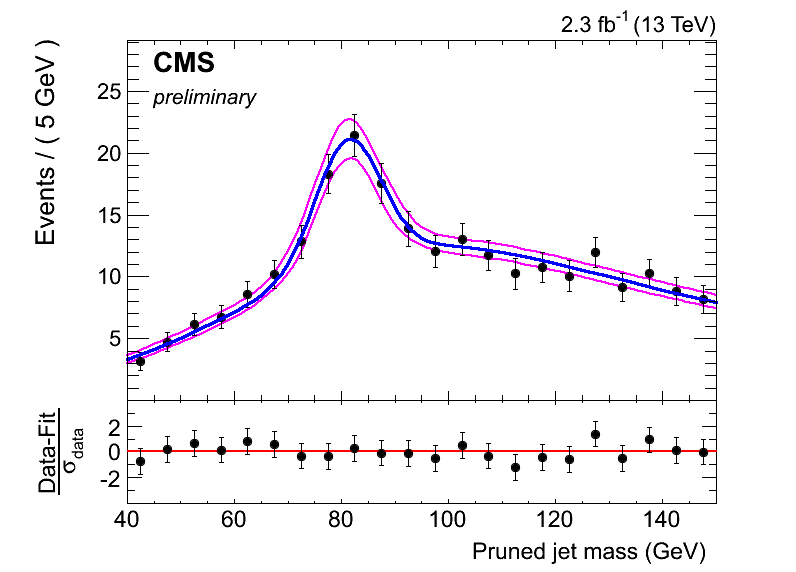 2.3 fb⁻¹ (13 TeV)
CMS
preliminary
Events / ( 5 GeV )
25
20
15
10
5
Data-Fit
σdata
2
0
-2
40 60 80 100 120 140
Pruned jet mass (GeV)